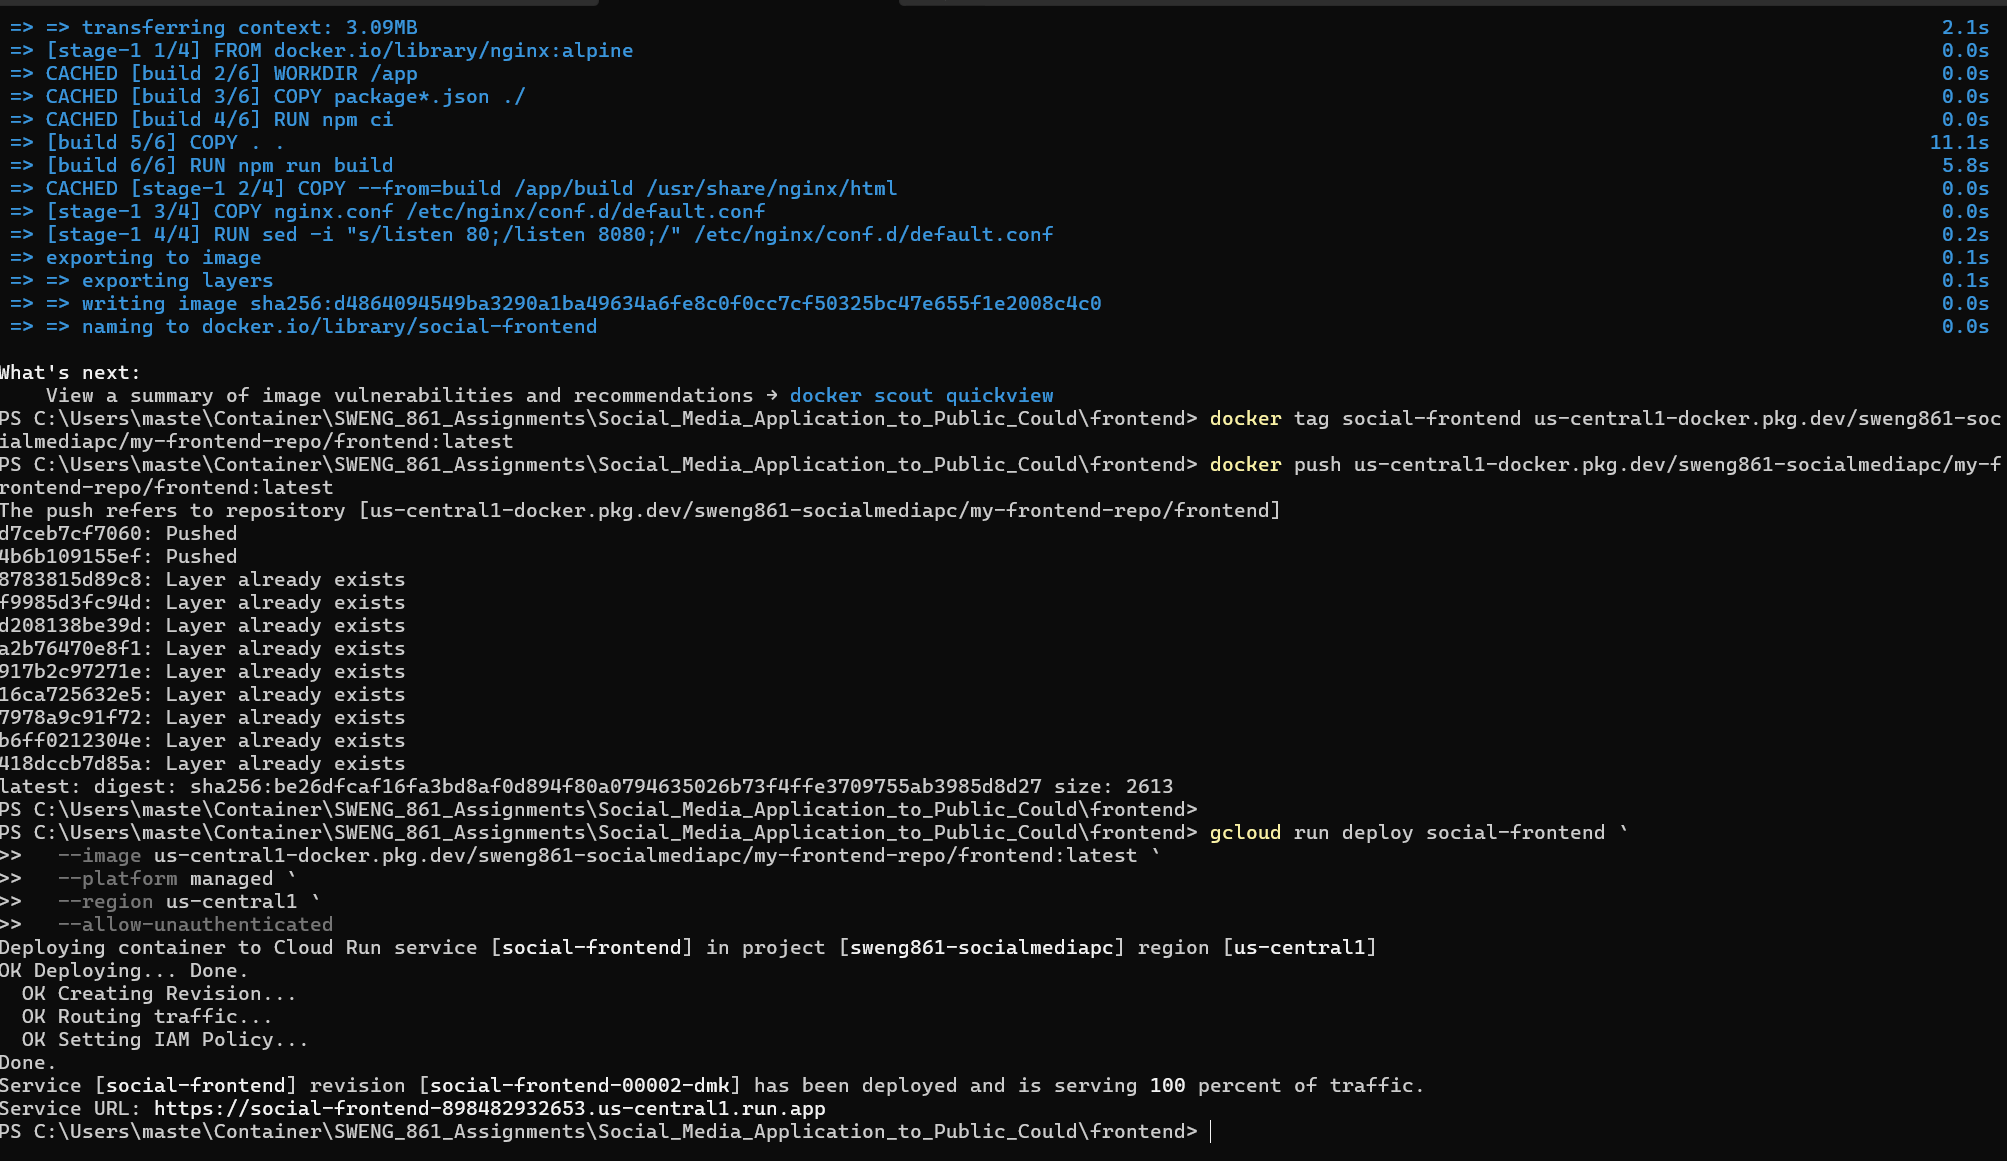 => => transferring context: 3.09MB 2.1s
=> [stage-1 1/4] FROM docker.io/library/nginx:alpine 0.0s
=> CACHED [build 2/6] WORKDIR /app 0.0s
=> CACHED [build 3/6] COPY package*.json ./ 0.0s
=> CACHED [build 4/6] RUN npm ci 0.0s
=> [build 5/6] COPY . . 11.1s
=> [build 6/6] RUN npm run build 5.8s
=> CACHED [stage-1 2/4] COPY --from=build /app/build /usr/share/nginx/html 0.0s
=> [stage-1 3/4] COPY nginx.conf /etc/nginx/conf.d/default.conf 0.0s
=> [stage-1 4/4] RUN sed -i "s/listen 80;/listen 8080;/" /etc/nginx/conf.d/default.conf 0.2s
=> exporting to image 0.1s
=> => exporting layers 0.1s
=> => writing image sha256:d4864094549ba3290a1ba49634a6fe8c0f0cc7cf50325bc47e655f1e2008c4c0 0.0s
=> => naming to docker.io/library/social-frontend 0.0s
What's next:
View a summary of image vulnerabilities and recommendations → docker scout quickview
PS C:\Users\maste\Container\SWENG_861_Assignments\Social_Media_Application_to_Public_Could\frontend> docker tag social-frontend us-central1-docker.pkg.dev/sweng861-soc
ialmediapc/my-frontend-repo/frontend:latest
PS C:\Users\maste\Container\SWENG_861_Assignments\Social_Media_Application_to_Public_Could\frontend> docker push us-central1-docker.pkg.dev/sweng861-socialmediapc/my-f
rontend-repo/frontend:latest
The push refers to repository [us-central1-docker.pkg.dev/sweng861-socialmediapc/my-frontend-repo/frontend]
d7ceb7cf7060: Pushed
4b6b109155ef: Pushed
8783815d89c8: Layer already exists
f9985d3fc94d: Layer already exists
d208138be39d: Layer already exists
a2b76470e8f1: Layer already exists
917b2c97271e: Layer already exists
16ca725632e5: Layer already exists
7978a9c91f72: Layer already exists
b6ff0212304e: Layer already exists
418dccb7d85a: Layer already exists
latest: digest: sha256:be26dfcaf16fa3bd8af0d894f80a0794635026b73f4ffe3709755ab3985d8d27 size: 2613
PS C:\Users\maste\Container\SWENG_861_Assignments\Social_Media_Application_to_Public_Could\frontend>
PS C:\Users\maste\Container\SWENG_861_Assignments\Social_Media_Application_to_Public_Could\frontend> gcloud run deploy social-frontend `
>> --image us-central1-docker.pkg.dev/sweng861-socialmediapc/my-frontend-repo/frontend:latest `
>> --platform managed `
>> --region us-central1 `
>> --allow-unauthenticated
Deploying container to Cloud Run service [social-frontend] in project [sweng861-socialmediapc] region [us-central1]
OK Deploying... Done.
OK Creating Revision...
OK Routing traffic...
OK Setting IAM Policy...
Done.
Service [social-frontend] revision [social-frontend-00002-dmk] has been deployed and is serving 100 percent of traffic.
Service URL: https://social-frontend-898482932653.us-central1.run.app
PS C:\Users\maste\Container\SWENG_861_Assignments\Social_Media_Application_to_Public_Could\frontend>